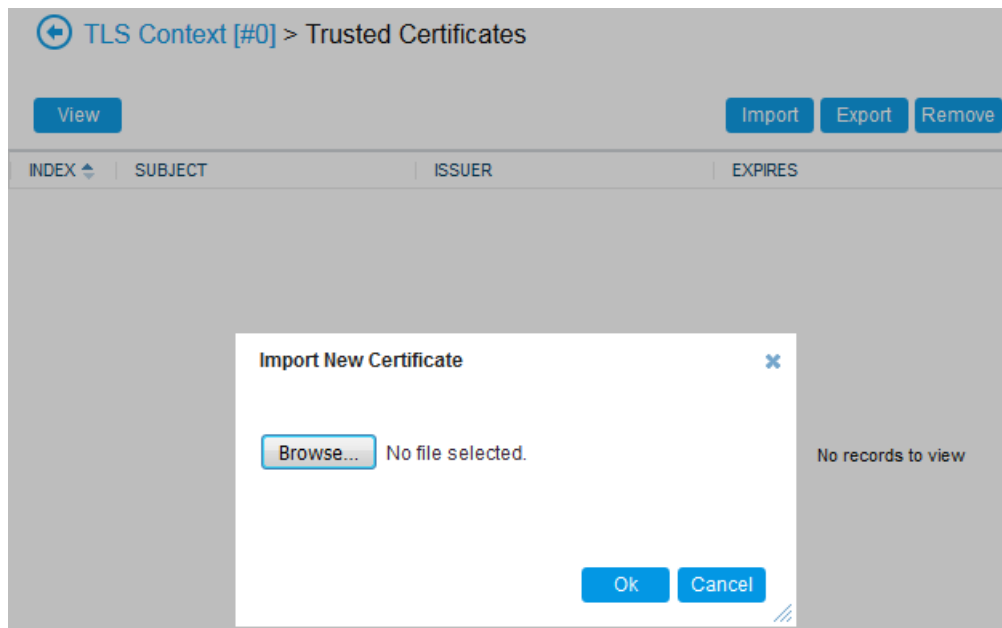 TLS Context [#0] > Trusted Certificates
View Import Export Remove
INDEX SUBJECT ISSUER EXPIRES
Import New Certificate
Browse... No file selected.
No records to view
Ok Cancel